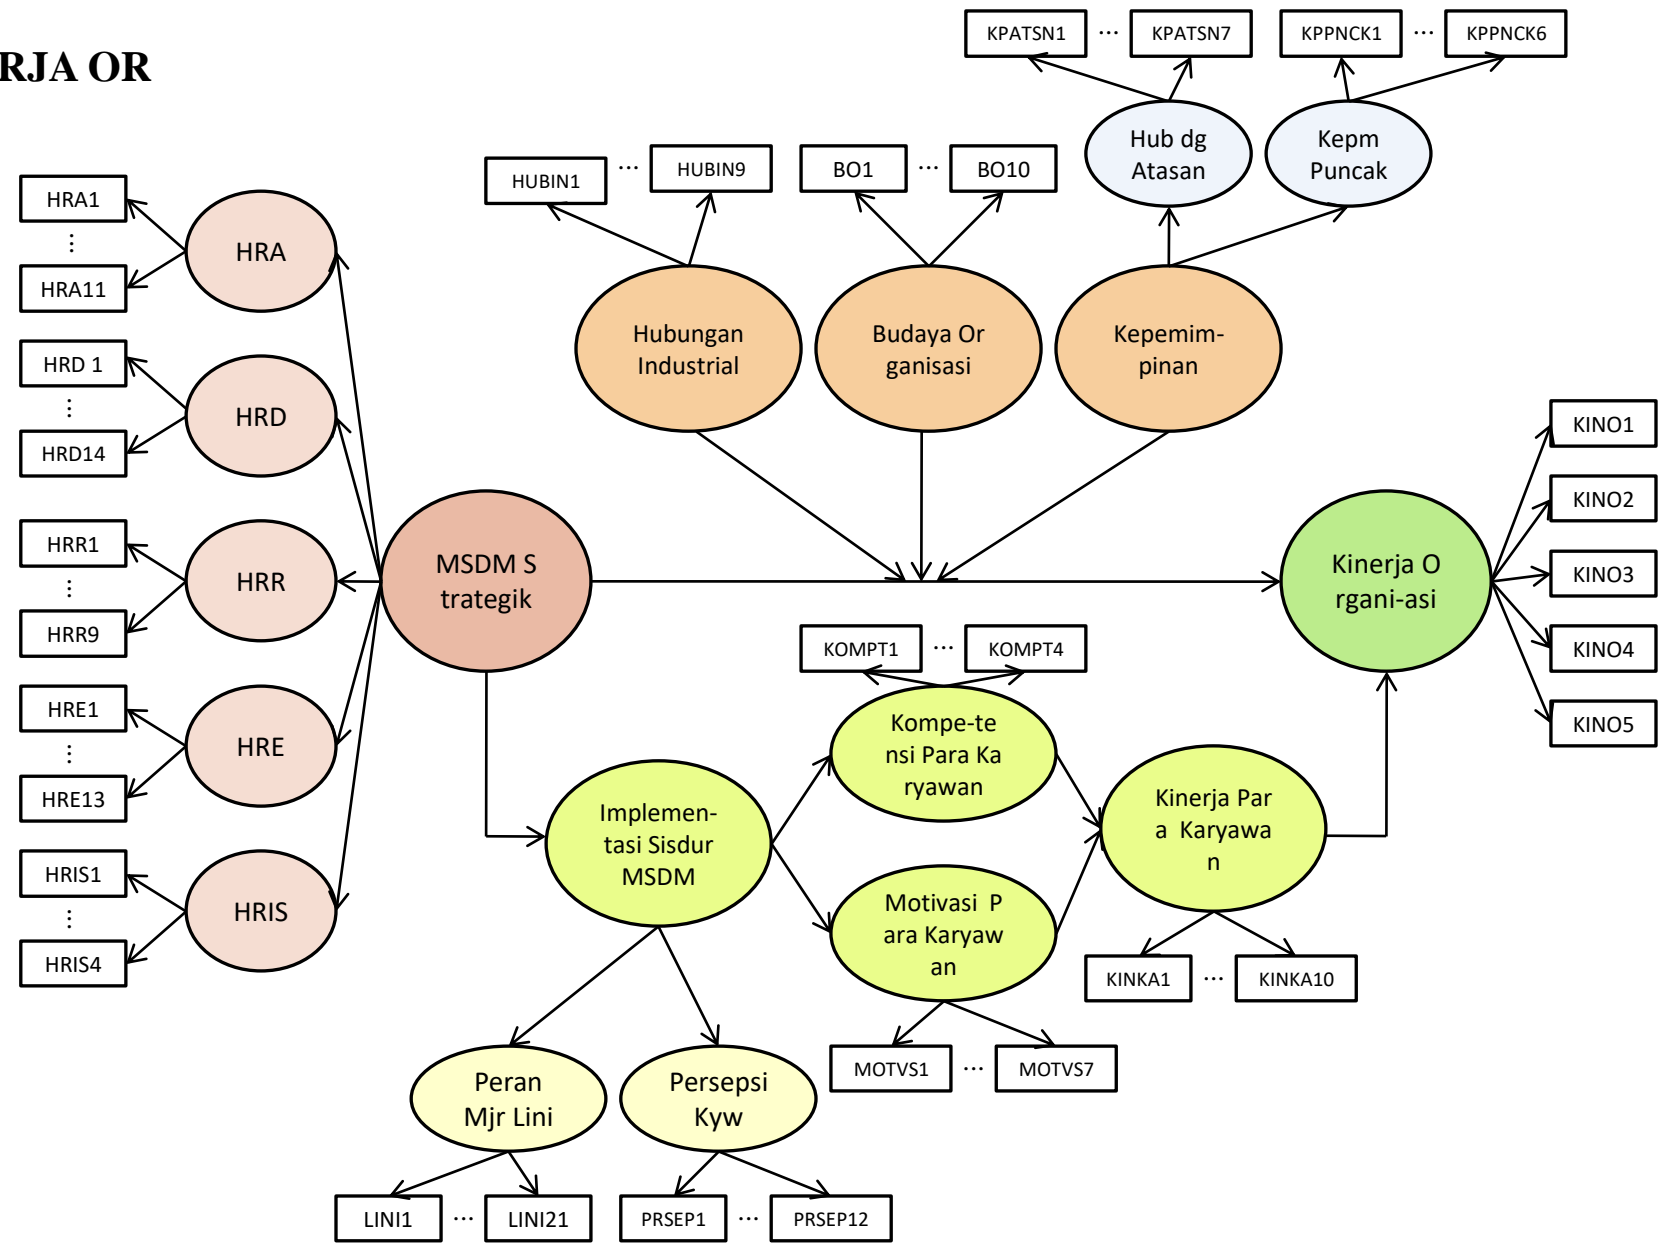 RJA OR
KPATSN1
...
KPATSN7
KPPNCK1
...
KPPNCK6
Hub dg
Atasan
Kepm
Puncak
HUBIN1
...
HUBIN9
BO1
...
BO10
HRA1
...
HRA11
HRA
Hubungan
Industrial
Budaya Or
ganisasi
Kepemim-
pinan
HRD 1
...
HRD14
HRD
KINO1
KINO2
KINO3
KINO4
KINO5
HRR1
...
HRR9
HRR
MSDM S
trategik
Kinerja O
rgani-asi
KOMPT1
...
KOMPT4
HRE1
...
HRE13
HRE
Kompe-te
nsi Para Ka
ryawan
Implemen-
tasi Sisdur
MSDM
Kinerja Par
a Karyawa
n
HRIS1
...
HRIS4
HRIS
Motivasi P
ara Karyaw
an
KINKA1
...
KINKA10
MOTVS1
...
MOTVS7
Peran
Mjr Lini
Persepsi
Kyw
LINI1
...
LINI21
PRSEP1
...
PRSEP12